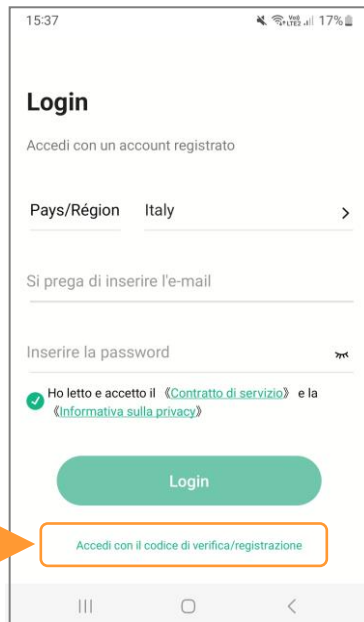 15:37 17%
Login
Accedi con un account registrato
Pays/Région Italy
Si prega di inserire l'e-mail
Inserire la password
Ho letto e accetto il 《Contratto di servizio》 e la
《Informativa sulla privacy》
Login
Accedi con il codice di verifica/registrazione